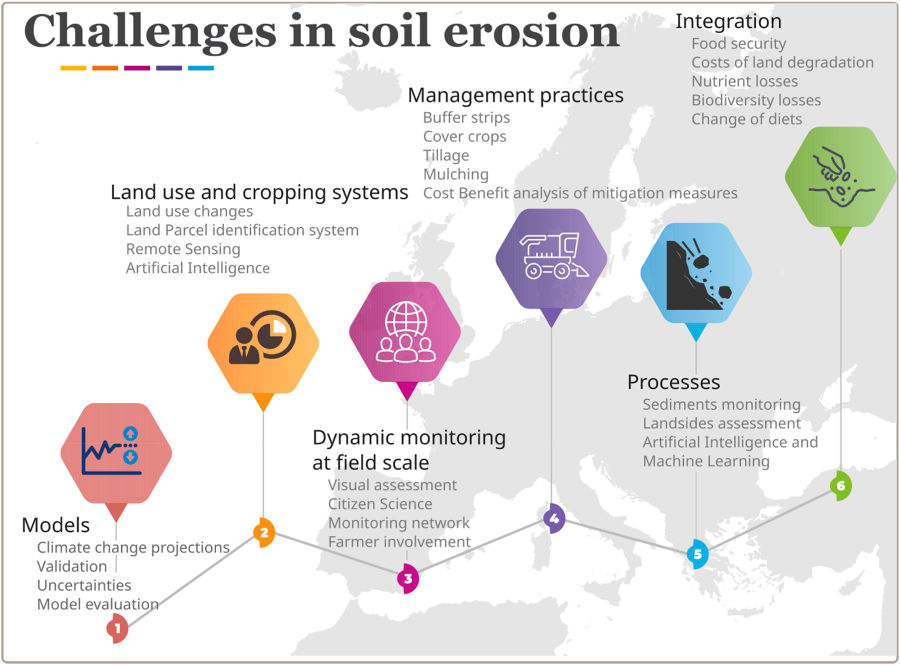 Challenges in soil erosion
Integration
Food security
Costs of land degradation
Nutrient losses
Biodiversity losses
Change of diets
Management practices
Buffer strips
Cover crops
Tillage
Mulching
Cost Benefit analysis of mitigation measures
Land use and cropping systems
Land use changes
Land Parcel identification system
Remote Sensing
Artificial Intelligence
Processes
Sediments monitoring
Landsides assessment
Artificial Intelligence and
Machine Learning
Dynamic monitoring
at field scale
Visual assessment
Citizen Science
Monitoring network
Farmer involvement
Models
Climate change projections
Validation
Uncertainties
Model evaluation
1
2
3
4
5
6